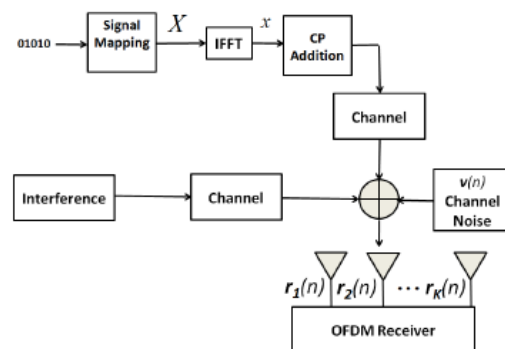 01010
Signal
Mapping
X
IFFT
x
CP
Addition
Channel
Interference
Channel
v(n)
Channel
Noise
r1(n) r2(n) ··· rK(n)
OFDM Receiver